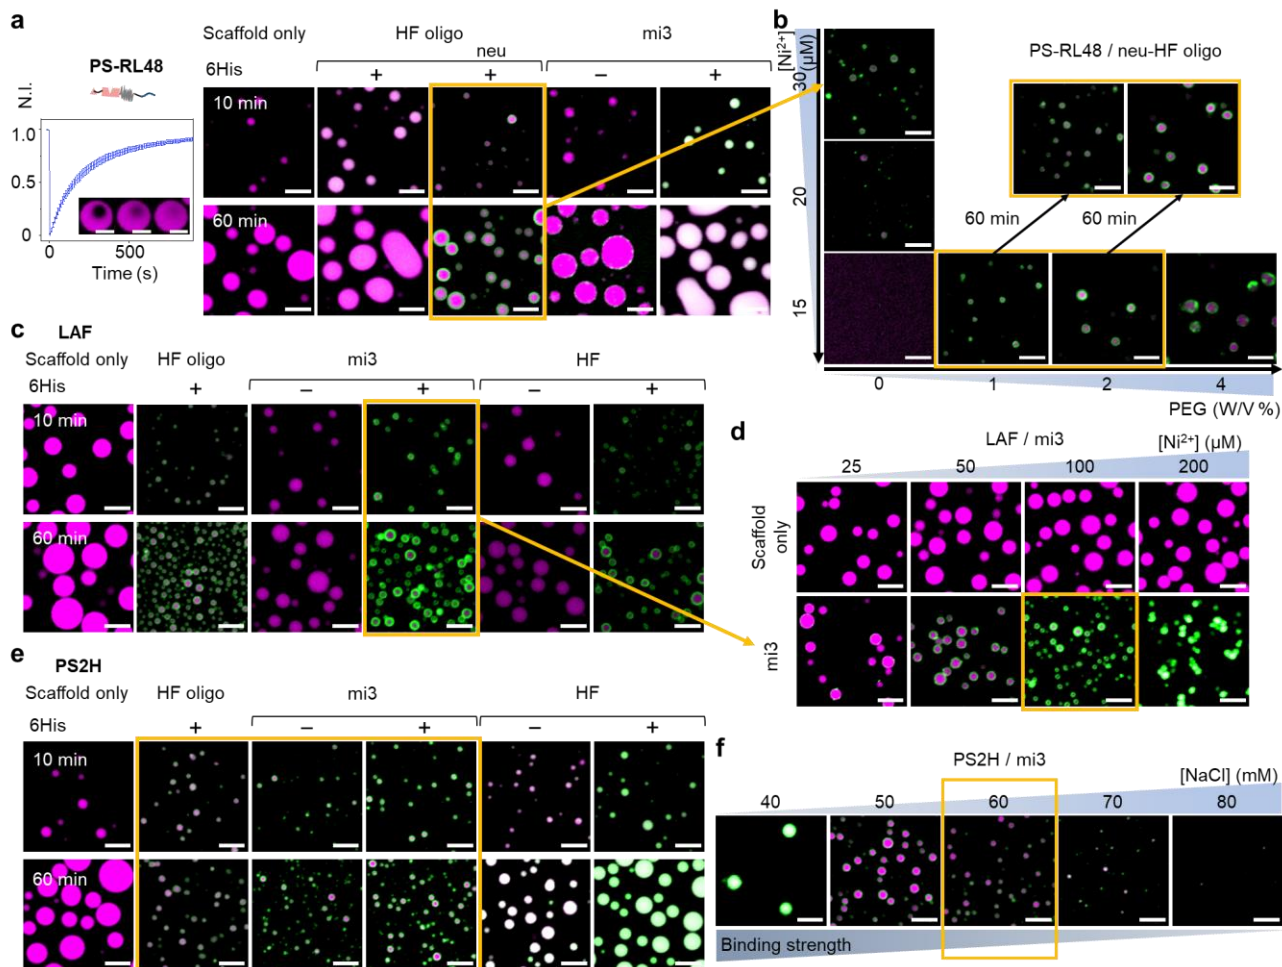 a
PS-RL48
N.I.
1.0
0.5
0
0
500
Time (s)
Scaffold only
HF oligo
mi3
neu
6His
+
+
−
+
10 min
60 min
b
[Ni²⁺]
(µM)
30
20
15
PS-RL48 / neu-HF oligo
60 min
60 min
0
1
2
4
PEG (W/V %)
c
LAF
Scaffold only
HF oligo
mi3
HF
6His
+
−
+
−
+
10 min
60 min
d
LAF / mi3
[Ni²⁺] (µM)
25
50
100
200
Scaffold
only
mi3
e
PS2H
Scaffold only
HF oligo
mi3
HF
6His
+
−
+
−
+
10 min
60 min
f
PS2H / mi3
[NaCl] (mM)
40
50
60
70
80
Binding strength